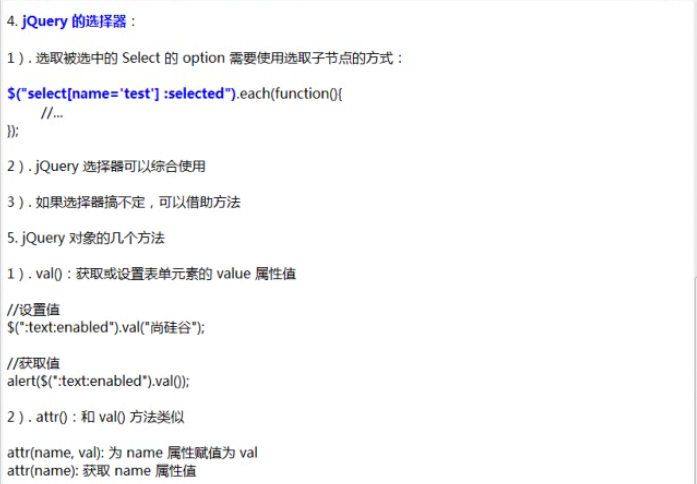 4. jQuery 的选择器：
1）. 选取被选中的 Select 的 option 需要使用选取子节点的方式：
$("select[name='test'] :selected").each(function(){
//...
});
2）. jQuery 选择器可以综合使用
3）. 如果选择器搞不定，可以借助方法
5. jQuery 对象的几个方法
1）. val()：获取或设置表单元素的 value 属性值
//设置值
$(":text:enabled").val("尚硅谷");
//获取值
alert($(":text:enabled").val());
2）. attr()：和 val() 方法类似
attr(name, val): 为 name 属性赋值为 val
attr(name): 获取 name 属性值